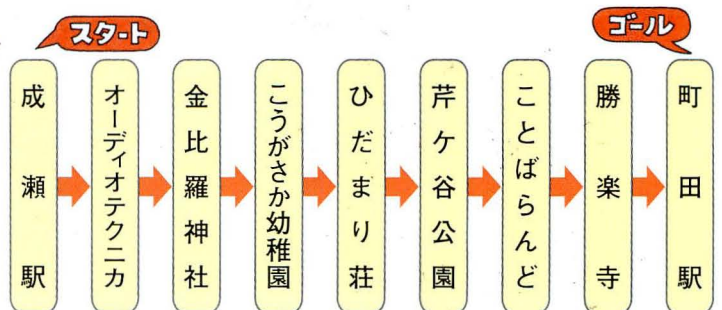 スタート
ゴール
成瀬駅
オーディオテクニカ
金比羅神社
こうがさか幼稚園
ひだまり荘
芹ケ谷公園
ことばらんど
勝楽寺
町田駅